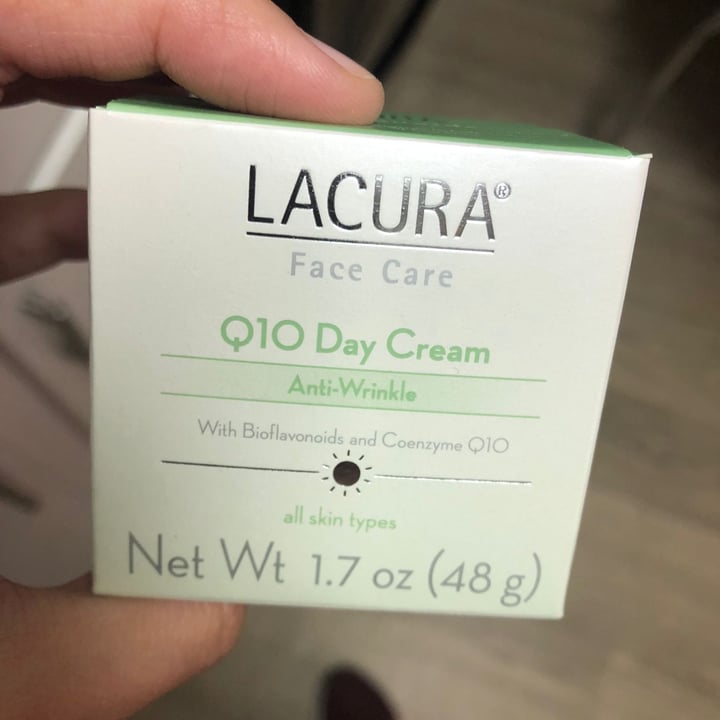 LACURA®
Face Care
Q10 Day Cream
Anti-Wrinkle
With Bioflavonoids and Coenzyme Q10
all skin types
Net Wt 1.7 oz (48 g)